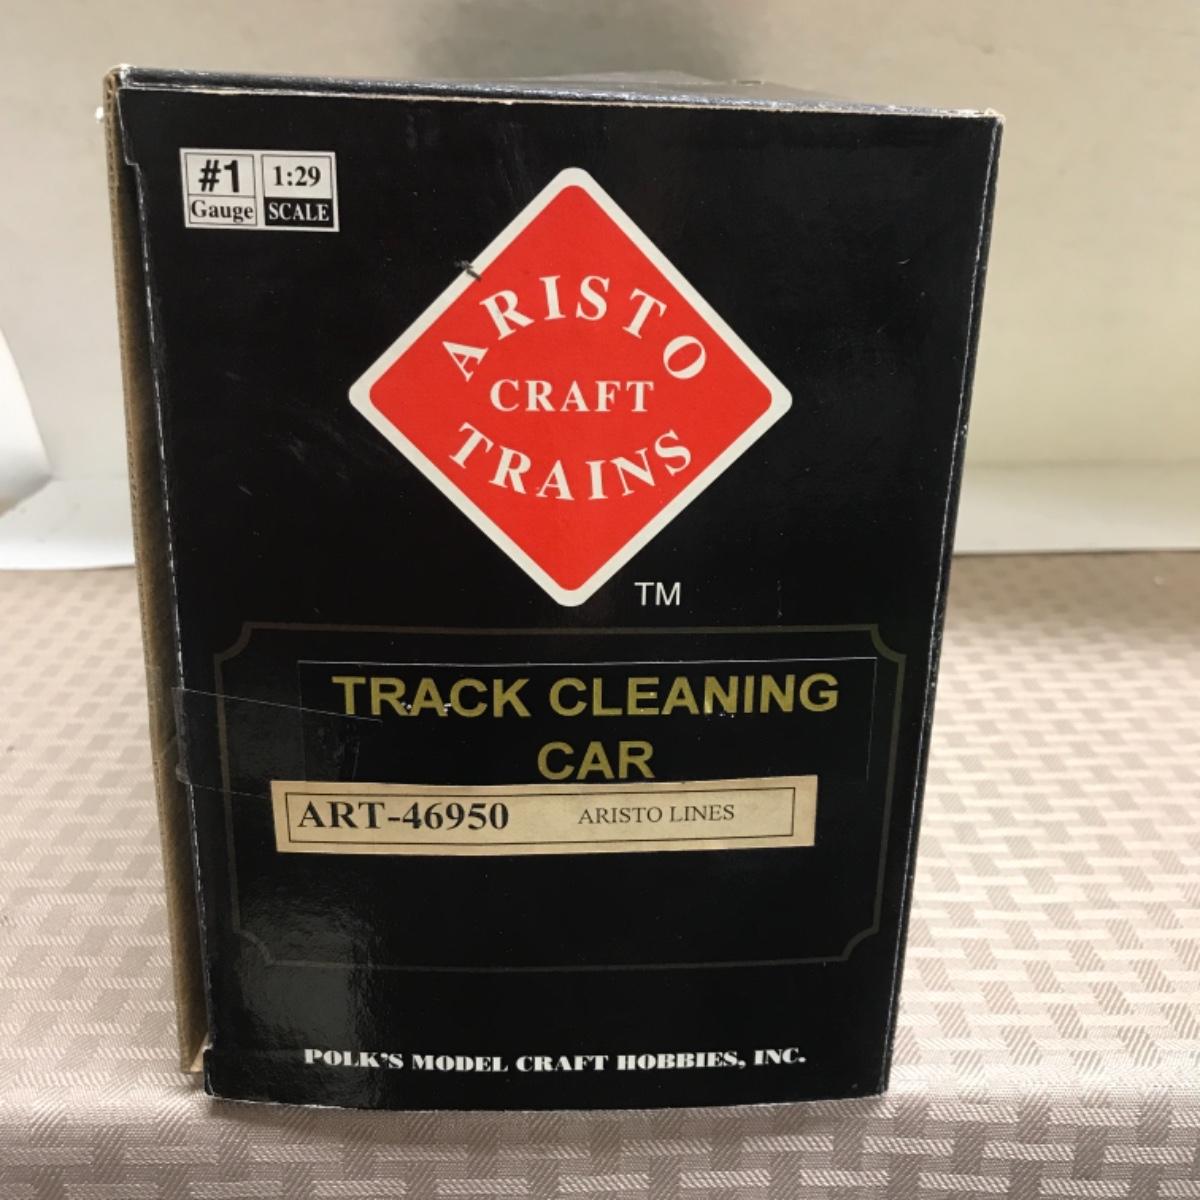 #1 1:29
Gauge SCALE
ARISTO
CRAFT
TRAINS
TM
TRACK CLEANING
CAR
ART-46950 ARISTO LINES
POLK'S MODEL CRAFT HOBBIES, INC.